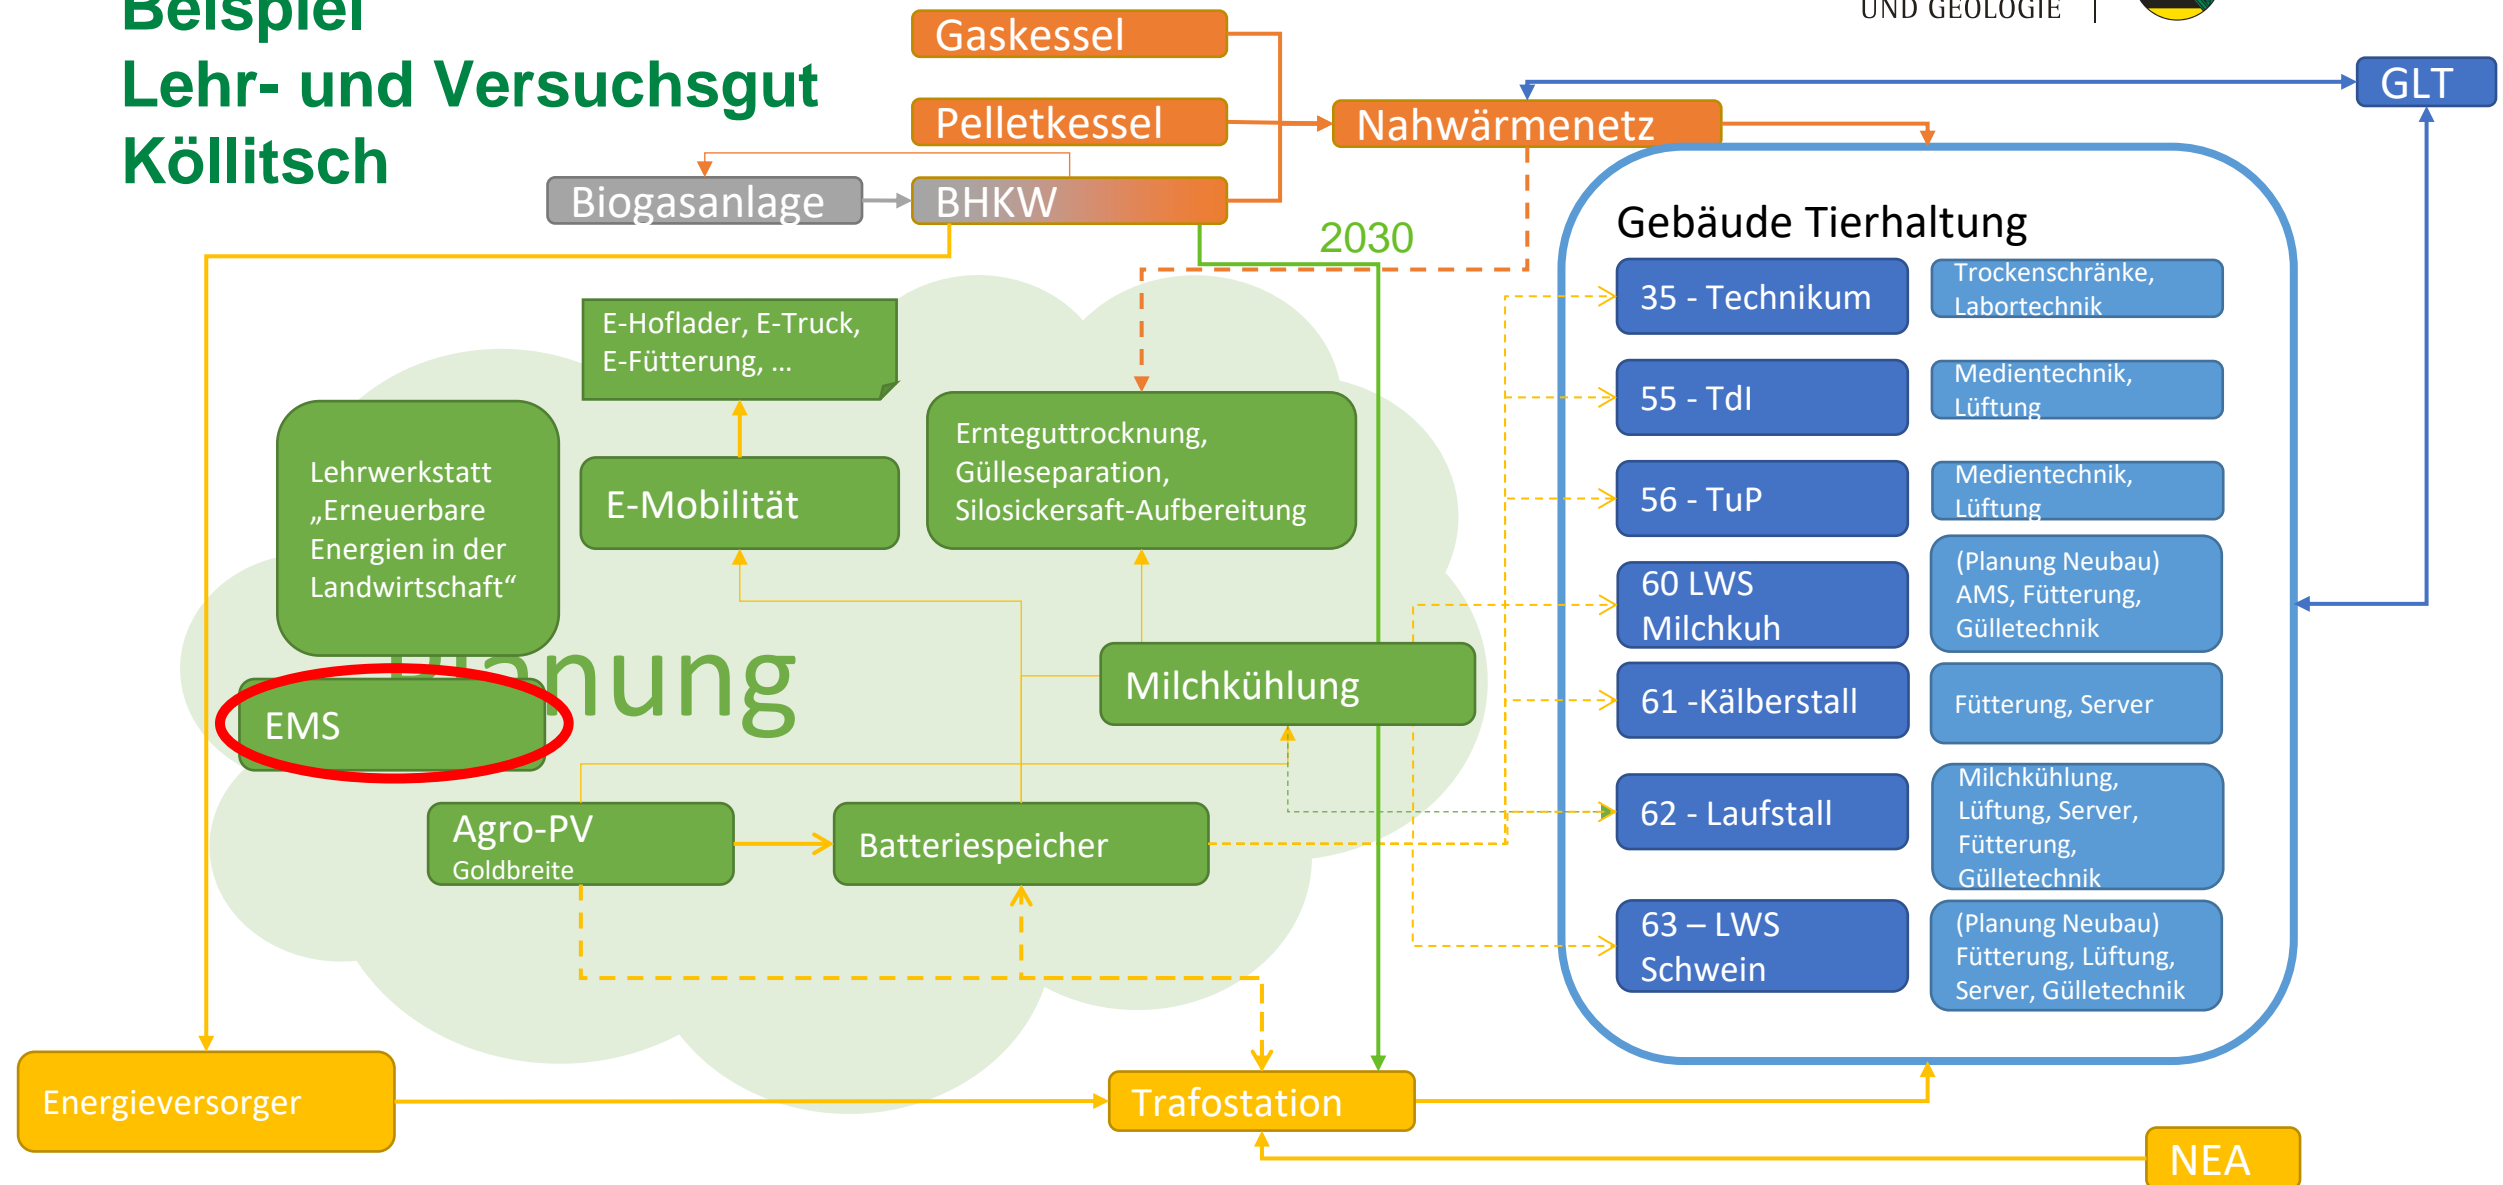 Beispiel
Lehr- und Versuchsgut
Köllitsch
UND GEOLOGIE
Gaskessel
Pelletkessel
Biogasanlage
BHKW
Nahwärmenetz
GLT
2030
Gebäude Tierhaltung
35 - Technikum
Trockenschränke,
Labortechnik
55 - TdI
Medientechnik,
Lüftung
56 - TuP
Medientechnik,
Lüftung
60 LWS
Milchkuh
(Planung Neubau)
AMS, Fütterung,
Gülletechnik
61 -Kälberstall
Fütterung, Server
62 - Laufstall
Milchkühlung,
Lüftung, Server,
Fütterung,
Gülletechnik
63 – LWS
Schwein
(Planung Neubau)
Fütterung, Lüftung,
Server, Gülletechnik
E-Hoflader, E-Truck,
E-Fütterung, ...
Lehrwerkstatt
„Erneuerbare
Energien in der
Landwirtschaft“
E-Mobilität
Ernteguttrocknung,
Gülleseparation,
Silosickersaft-Aufbereitung
Planung
EMS
Milchkühlung
Agro-PV
Goldbreite
Batteriespeicher
Energieversorger
Trafostation
NEA